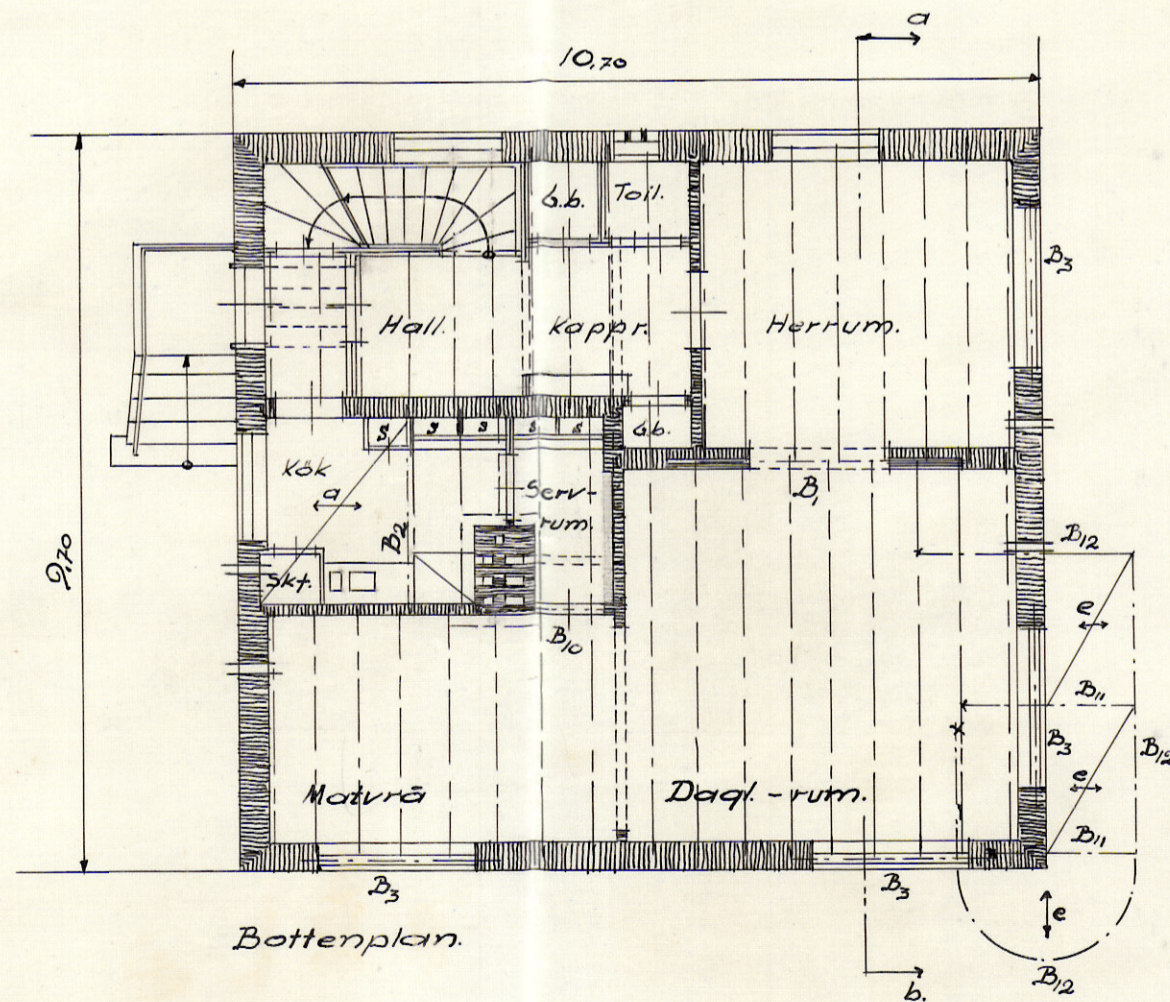 a
10,70
G.b.
Toil.
B3
Hall.
Kappr.
Herrum.
s s s s s
G.b.
Kök
a
B2
Serv-
rum.
B1
9,70
B12
Skf.
e
B10
B11
B3
B12
e
Matvrå
Dagl.-rum.
B11
B3
B3
e
Bottenplan.
B12
b.